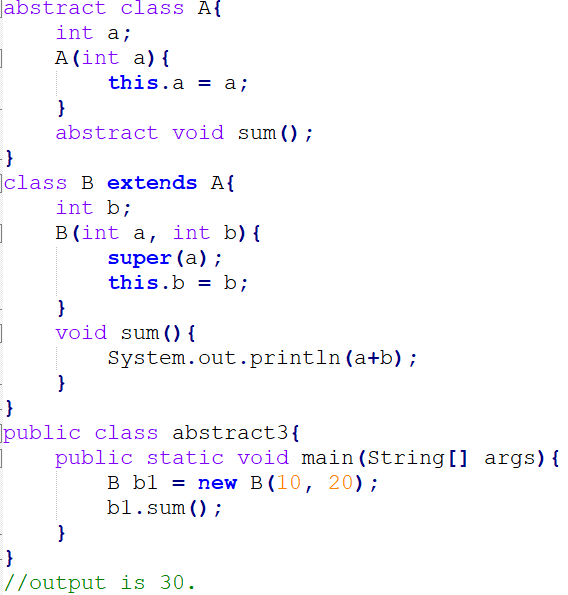 abstract class A{
    int a;
    A(int a){
        this.a = a;
    }
    abstract void sum();
}
class B extends A{
    int b;
    B(int a, int b){
        super(a);
        this.b = b;
    }
    void sum(){
        System.out.println(a+b);
    }
}
public class abstract3{
    public static void main(String[] args){
        B b1 = new B(10, 20);
        b1.sum();
    }
}
//output is 30.